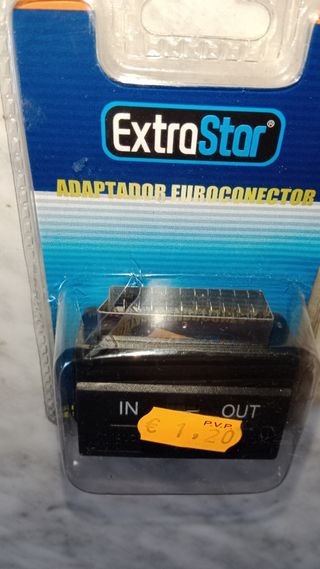 ExtraStar®
ADAPTADOR EUROCONECTOR
IN OUT
P.V.P.
€ 1,20